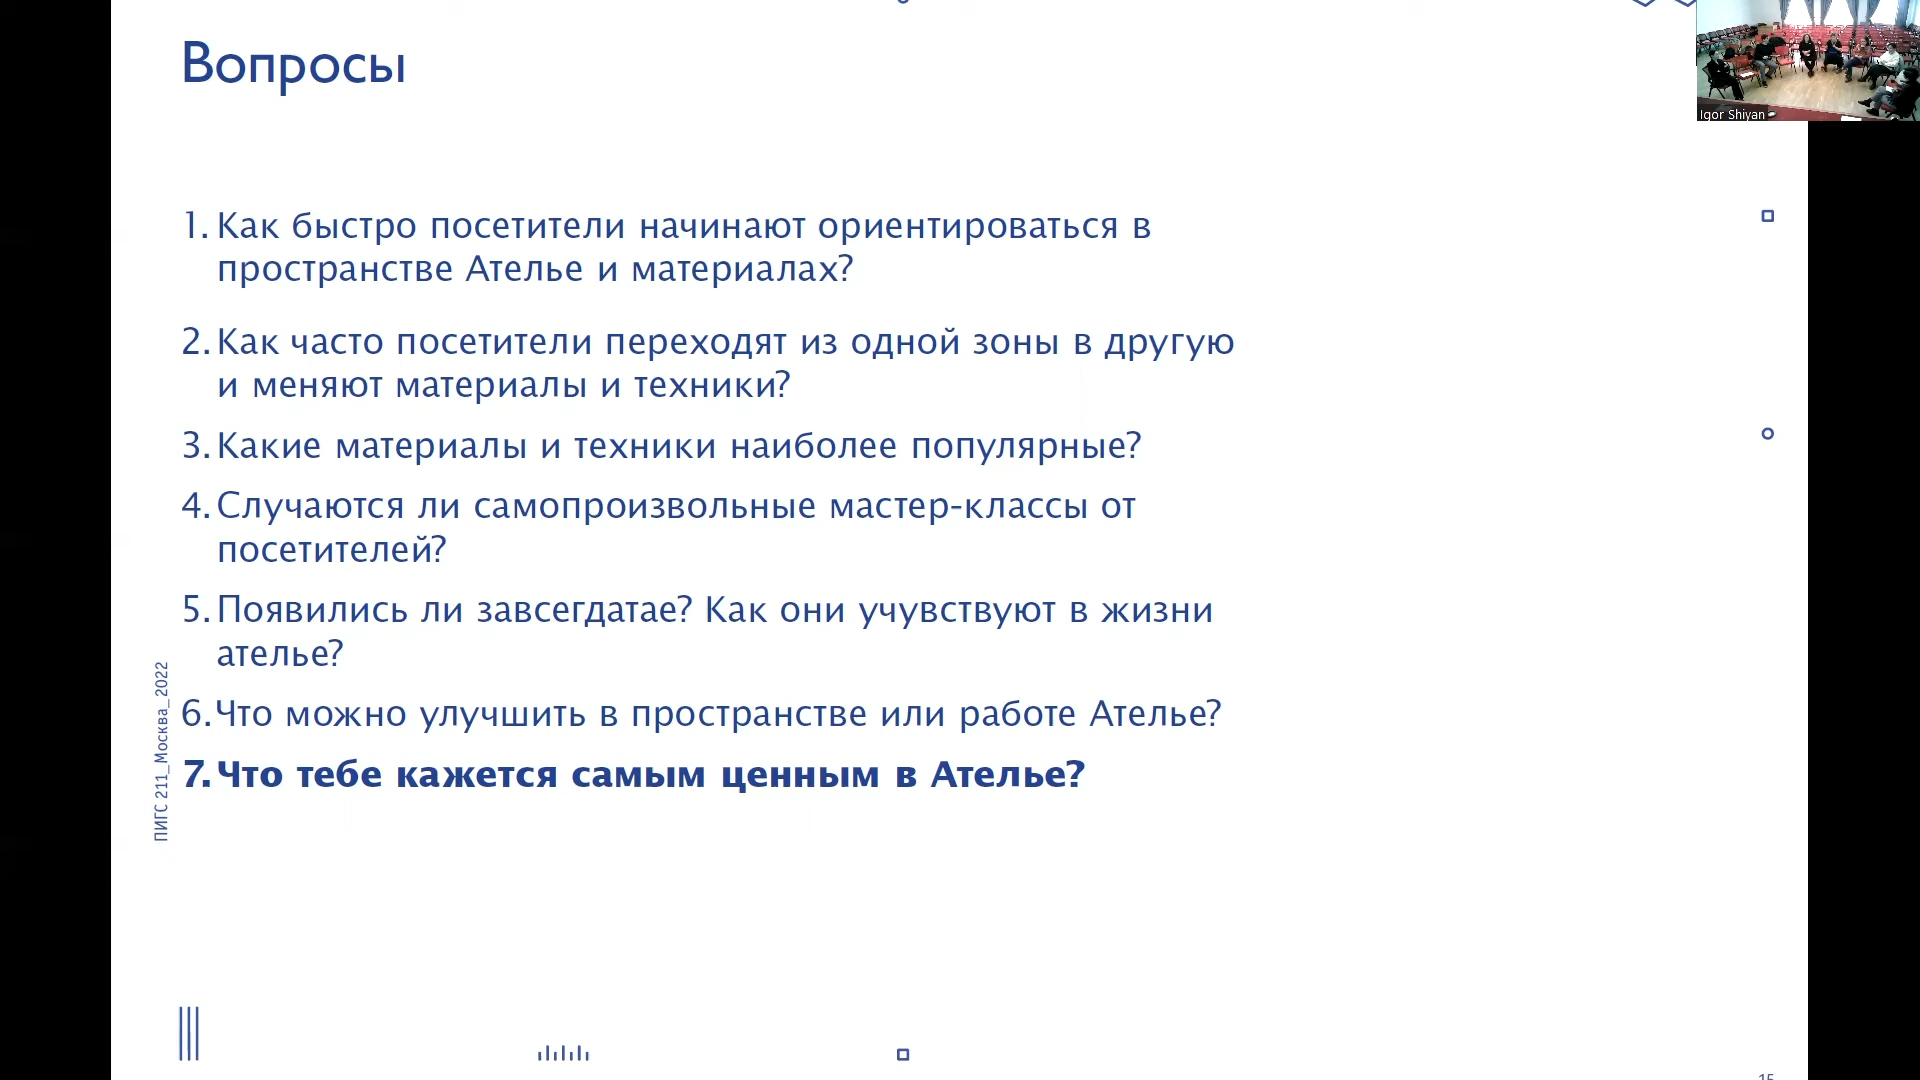 Вопросы
Igor Shiyan
1. Как быстро посетители начинают ориентироваться в
пространстве Ателье и материалах?
2. Как часто посетители переходят из одной зоны в другую
и меняют материалы и техники?
3. Какие материалы и техники наиболее популярные?
4. Случаются ли самопроизвольные мастер-классы от
посетителей?
5. Появились ли завсегдатае? Как они учувствуют в жизни
ателье?
6. Что можно улучшить в пространстве или работе Ателье?
7. Что тебе кажется самым ценным в Ателье?
ПИГС 211_Москва_2022
15